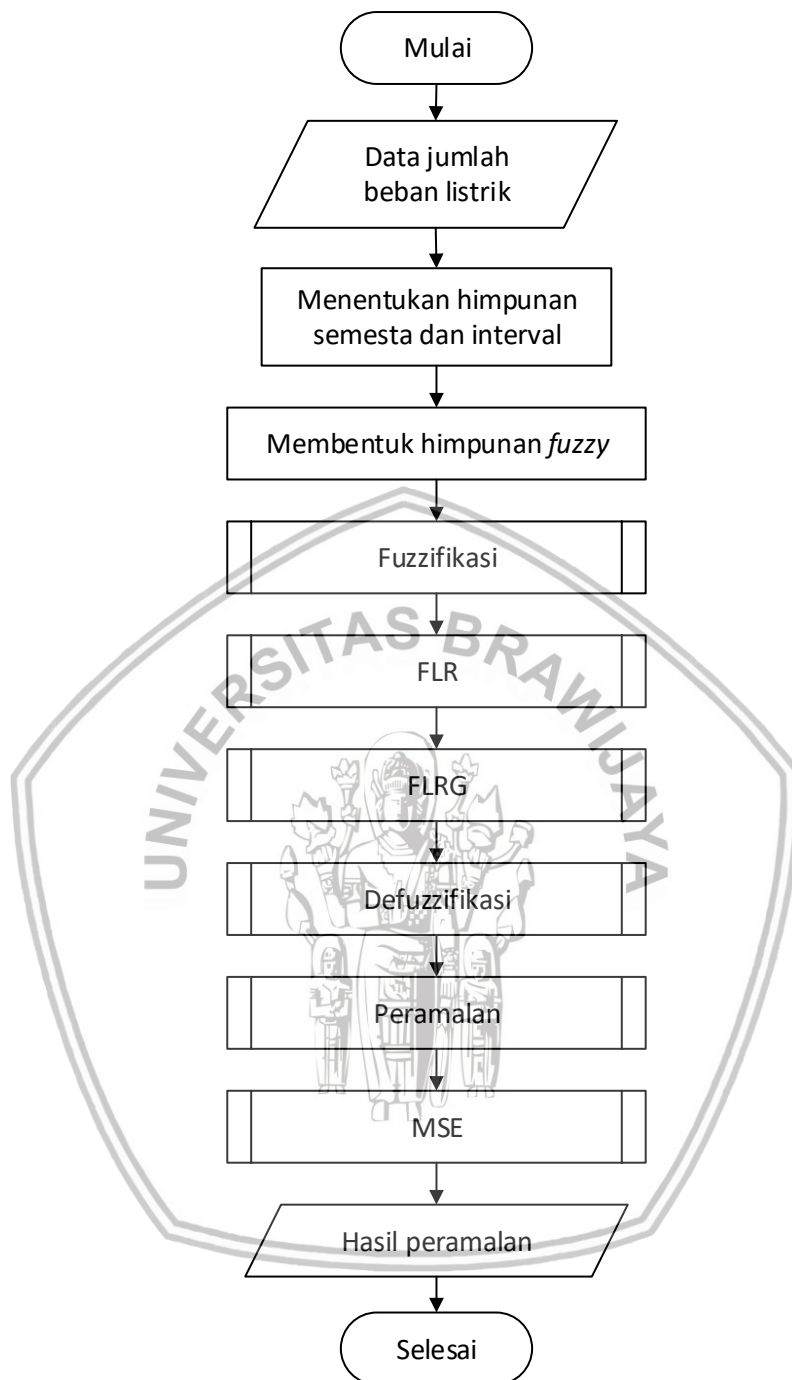 Mulai
Data jumlah
beban listrik
Menentukan himpunan
semesta dan interval
Membentuk himpunan fuzzy
Fuzzifikasi
UNIVERSITAS BRAWIJAYA
FLR
FLRG
Defuzzifikasi
Peramalan
MSE
Hasil peramalan
Selesai